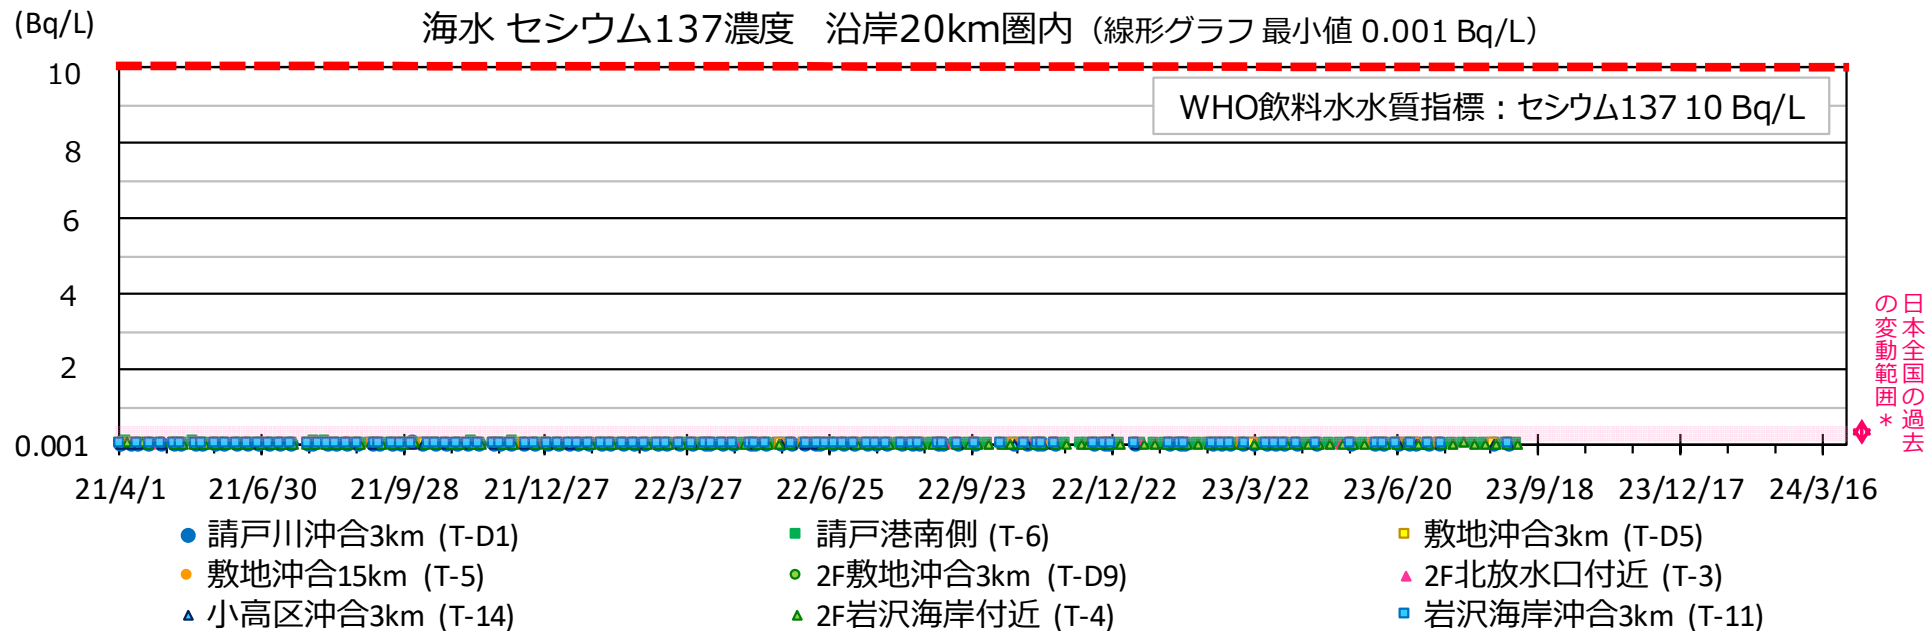 (Bq/L)
海水 セシウム137濃度 沿岸20km圏内（線形グラフ 最小値 0.001 Bq/L）
10
WHO飲料水水質指標：セシウム137 10 Bq/L
8
6
4
2
0.001
日本全国の過去
の変動範囲＊
21/4/1 21/6/30 21/9/28 21/12/27 22/3/27 22/6/25 22/9/23 22/12/22 23/3/22 23/6/20 23/9/18 23/12/17 24/3/16
請戸川沖合3km (T-D1) 請戸港南側 (T-6) 敷地沖合3km (T-D5)
敷地沖合15km (T-5) 2F敷地沖合3km (T-D9) 2F北放水口付近 (T-3)
小高区沖合3km (T-14) 2F岩沢海岸付近 (T-4) 岩沢海岸沖合3km (T-11)